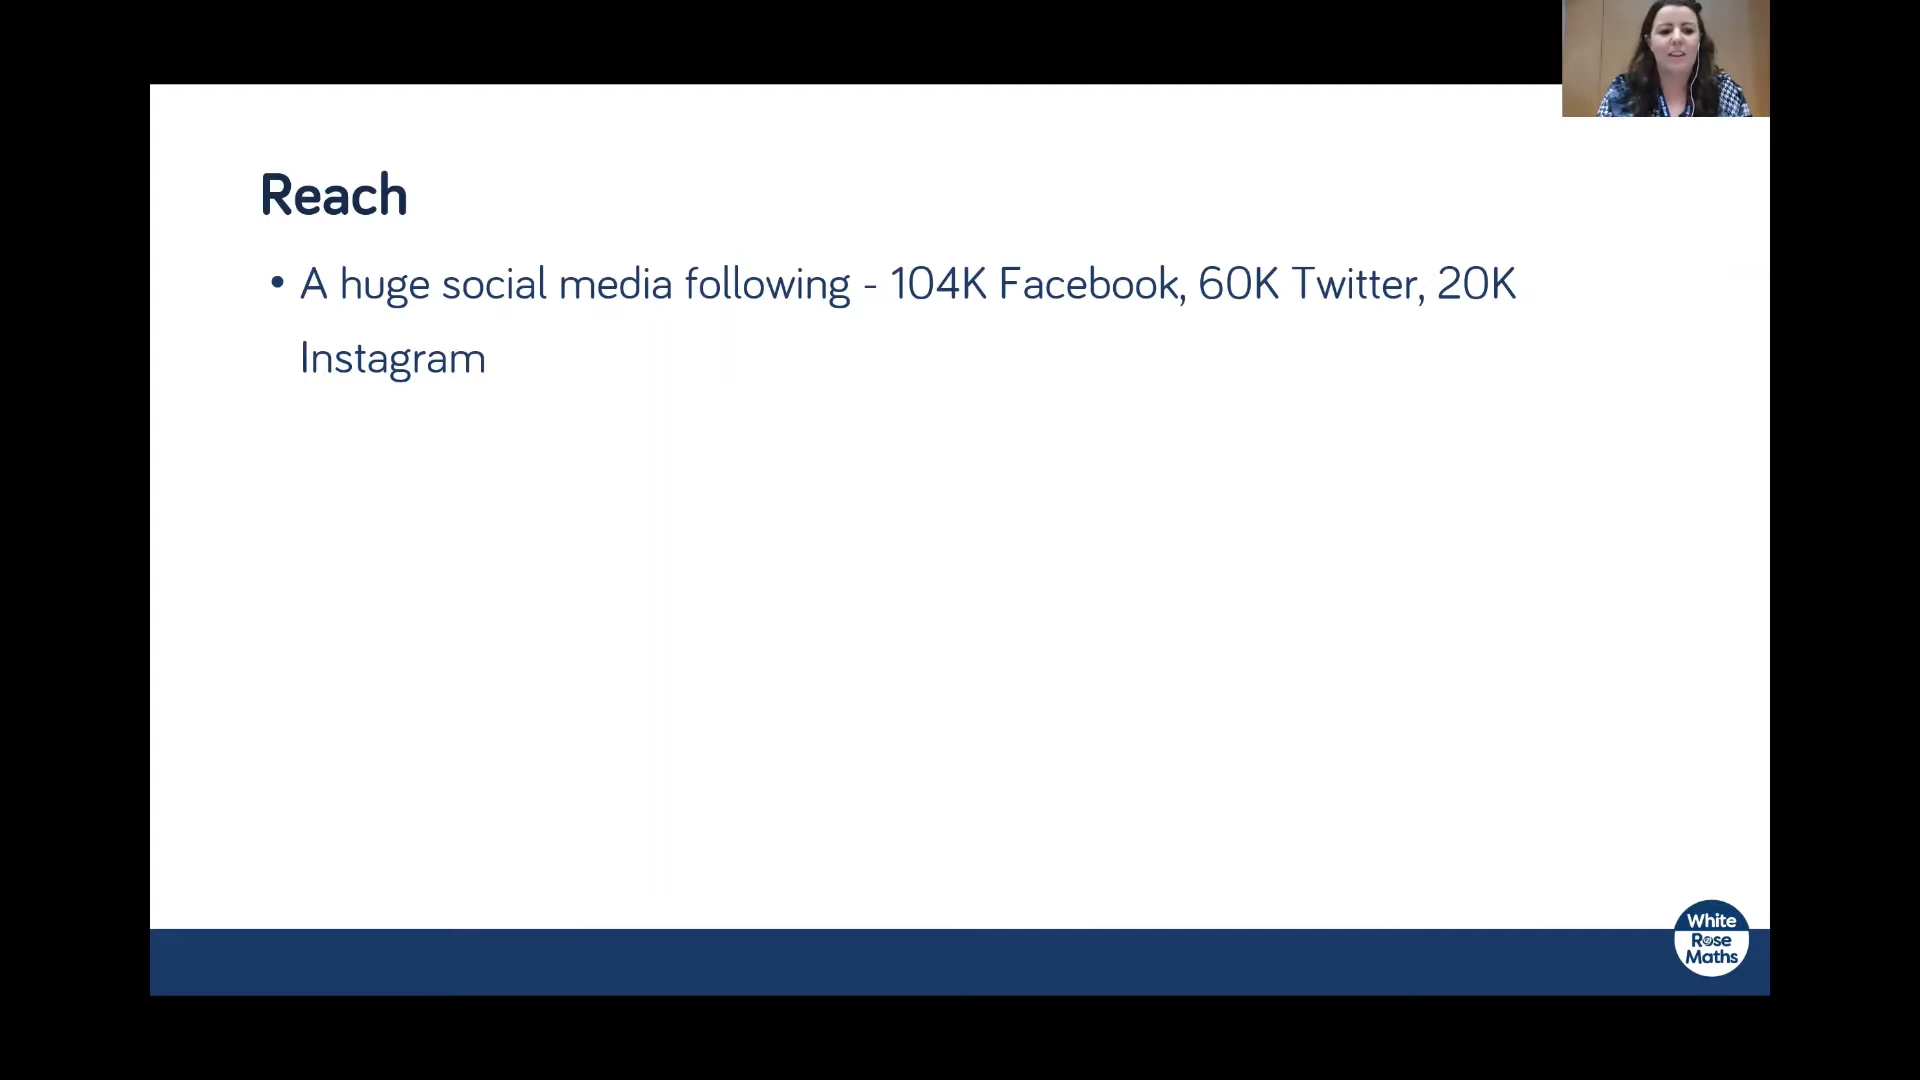 Reach
• A huge social media following - 104K Facebook, 60K Twitter, 20K
Instagram
White
Rose
Maths